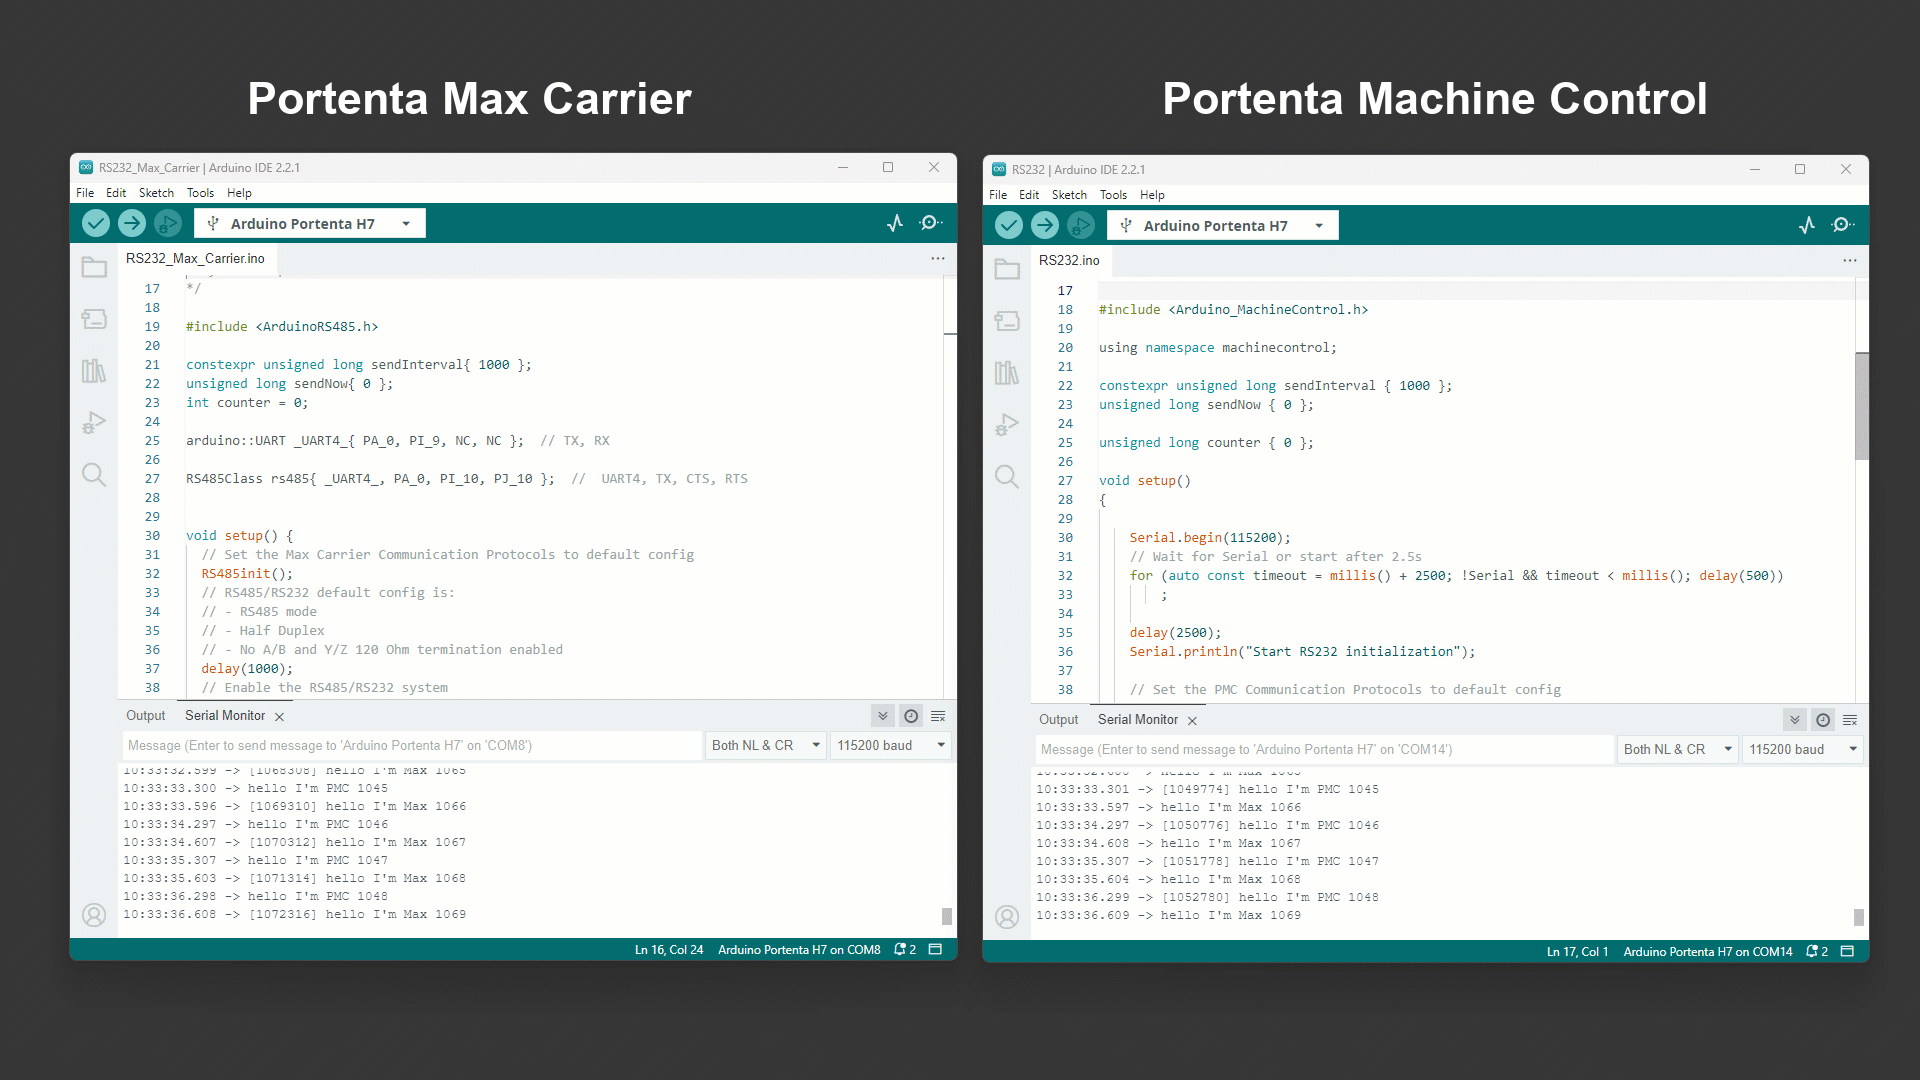 Portenta Max Carrier
RS232_Max_Carrier | Arduino IDE 2.2.1
File Edit Sketch Tools Help
Arduino Portenta H7
RS232_Max_Carrier.ino
17 */
18
19 #include <ArduinoRS485.h>
20
21 constexpr unsigned long sendInterval{ 1000 };
22 unsigned long sendNow{ 0 };
23 int counter = 0;
24
25 arduino::UART _UART4_{ PA_0, PI_9, NC, NC };  // TX, RX
26
27 RS485Class rs485{ _UART4_, PA_0, PI_10, PJ_10 };  //  UART4, TX, CTS, RTS
28
29
30 void setup() {
31 // Set the Max Carrier Communication Protocols to default config
32 RS485init();
33 // RS485/RS232 default config is:
34 // - RS485 mode
35 // - Half Duplex
36 // - No A/B and Y/Z 120 Ohm termination enabled
37 delay(1000);
38 // Enable the RS485/RS232 system
Output Serial Monitor
Message (Enter to send message to 'Arduino Portenta H7' on 'COM8') Both NL & CR 115200 baud
10:33:32.599 -> [1068308] hello I'm Max 1065
10:33:33.300 -> hello I'm PMC 1045
10:33:33.596 -> [1069310] hello I'm Max 1066
10:33:34.297 -> hello I'm PMC 1046
10:33:34.607 -> [1070312] hello I'm Max 1067
10:33:35.307 -> hello I'm PMC 1047
10:33:35.603 -> [1071314] hello I'm Max 1068
10:33:36.298 -> hello I'm PMC 1048
10:33:36.608 -> [1072316] hello I'm Max 1069
Ln 16, Col 24 Arduino Portenta H7 on COM8 2
Portenta Machine Control
RS232 | Arduino IDE 2.2.1
File Edit Sketch Tools Help
Arduino Portenta H7
RS232.ino
17
18 #include <Arduino_MachineControl.h>
19
20 using namespace machinecontrol;
21
22 constexpr unsigned long sendInterval { 1000 };
23 unsigned long sendNow { 0 };
24
25 unsigned long counter { 0 };
26
27 void setup()
28 {
29
30 Serial.begin(115200);
31 // Wait for Serial or start after 2.5s
32 for (auto const timeout = millis() + 2500; !Serial && timeout < millis(); delay(500))
33 ;
34
35 delay(2500);
36 Serial.println("Start RS232 initialization");
37
38 // Set the PMC Communication Protocols to default config
Output Serial Monitor
Message (Enter to send message to 'Arduino Portenta H7' on 'COM14') Both NL & CR 115200 baud
10:33:33.301 -> [1049774] hello I'm PMC 1045
10:33:33.597 -> hello I'm Max 1066
10:33:34.297 -> [1050776] hello I'm PMC 1046
10:33:34.608 -> hello I'm Max 1067
10:33:35.307 -> [1051778] hello I'm PMC 1047
10:33:35.604 -> hello I'm Max 1068
10:33:36.299 -> [1052780] hello I'm PMC 1048
10:33:36.609 -> hello I'm Max 1069
Ln 17, Col 1 Arduino Portenta H7 on COM14 2